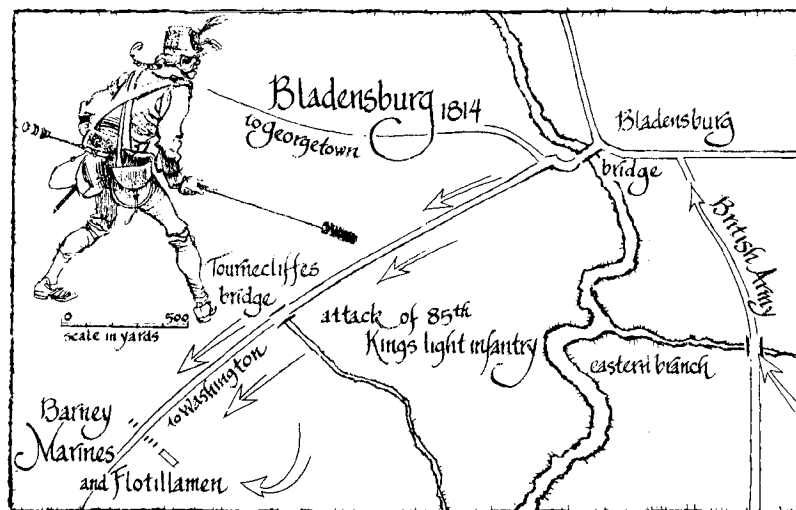 Bladensburg 1814
to georgetown
Bladensburg
bridge
British Army
Tournecliffes
bridge
0 500
scale in yards
attack of 85th
Kings light infantry
eastern branch
to Washington
Barney
Marines
and Flotillamen